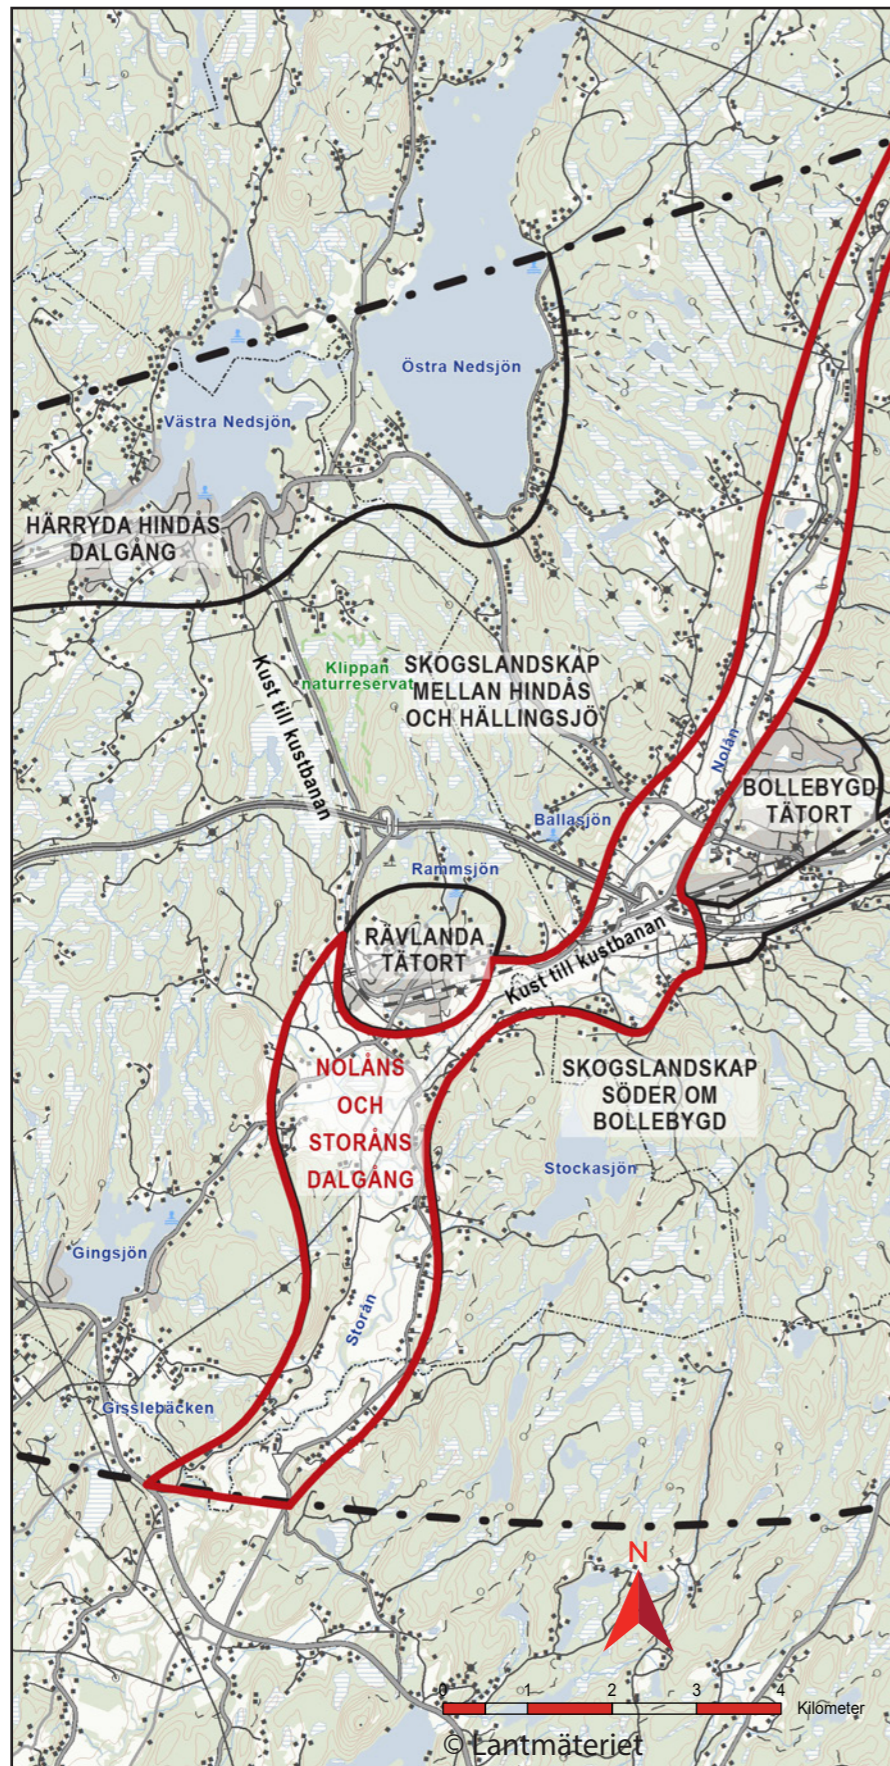 Östra Nedsjön
Västra Nedsjön
HÄRRYDA HINDÅS
DALGÅNG
Klippan
naturreservat
SKOGSLANDSKAP
MELLAN HINDÅS
OCH HÄLLINGSJÖ
Kust till kustbanan
Nolån
BOLLEBYGD
TÄTORT
Ballasjön
Rammsjön
RÄVLANDA
TÄTORT
Kust till kustbanan
NOLÅNS
OCH
STORÅNS
DALGÅNG
SKOGSLANDSKAP
SÖDER OM
BOLLEBYGD
Stockasjön
Gingsjön
Storån
Gisslebäcken
N
0 1 2 3 4
Kilometer
© Lantmäteriet